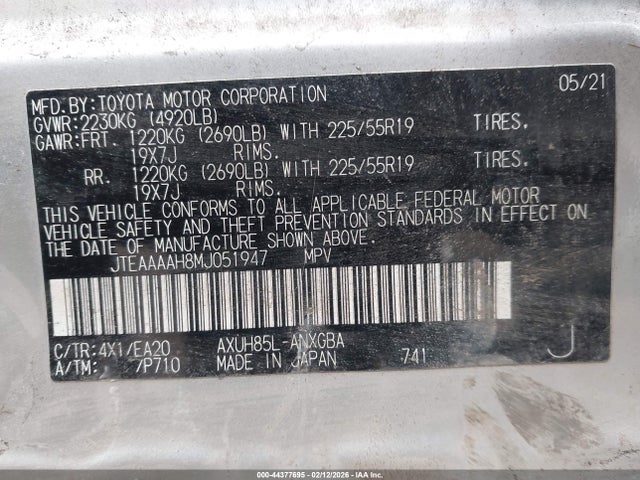 MFD.BY:TOYOTA MOTOR CORPORATION 05/21
GVWR:2230KG (4920LB)
GAWR:FRT. 1220KG (2690LB) WITH 225/55R19 TIRES,
19X7J RIMS.
RR. 1220KG (2690LB) WITH 225/55R19 TIRES,
19X7J RIMS.
THIS VEHICLE CONFORMS TO ALL APPLICABLE FEDERAL MOTOR
VEHICLE SAFETY AND THEFT PREVENTION STANDARDS IN EFFECT ON
THE DATE OF MANUFACTURE SHOWN ABOVE.
JTEAAAAH8MJ051947 MPV
C/TR:4X1/EA20 AXUH85L-ANXGBA
A/TM: /P710 MADE IN JAPAN 741 J
000-44377695 - 02/12/2026 - IAA Corp.